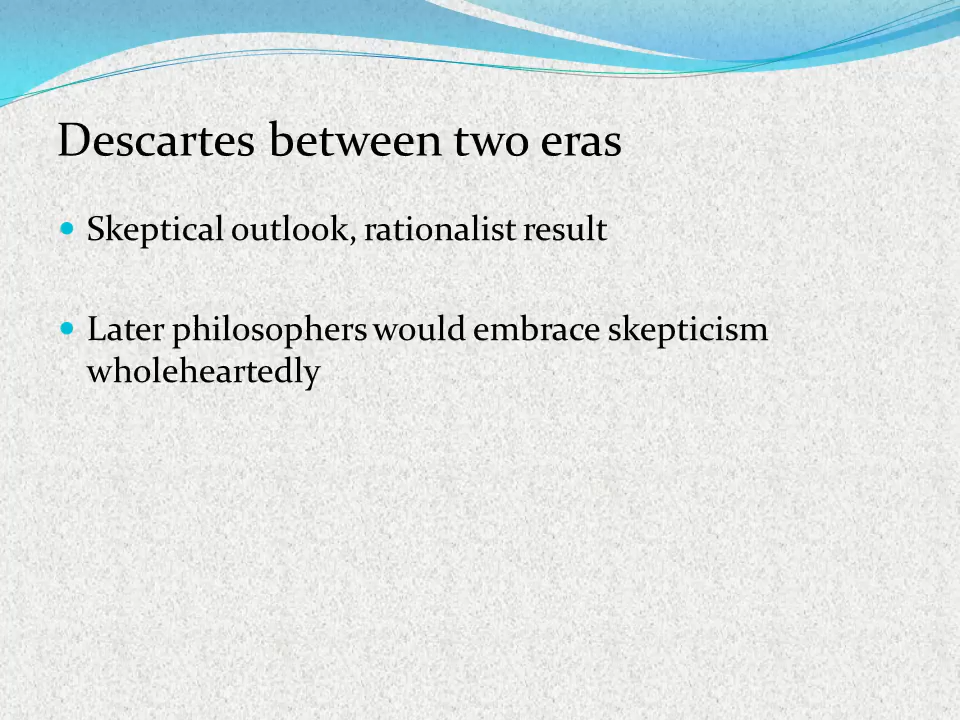 Descartes between two eras
Skeptical outlook, rationalist result
Later philosophers would embrace skepticism
wholeheartedly